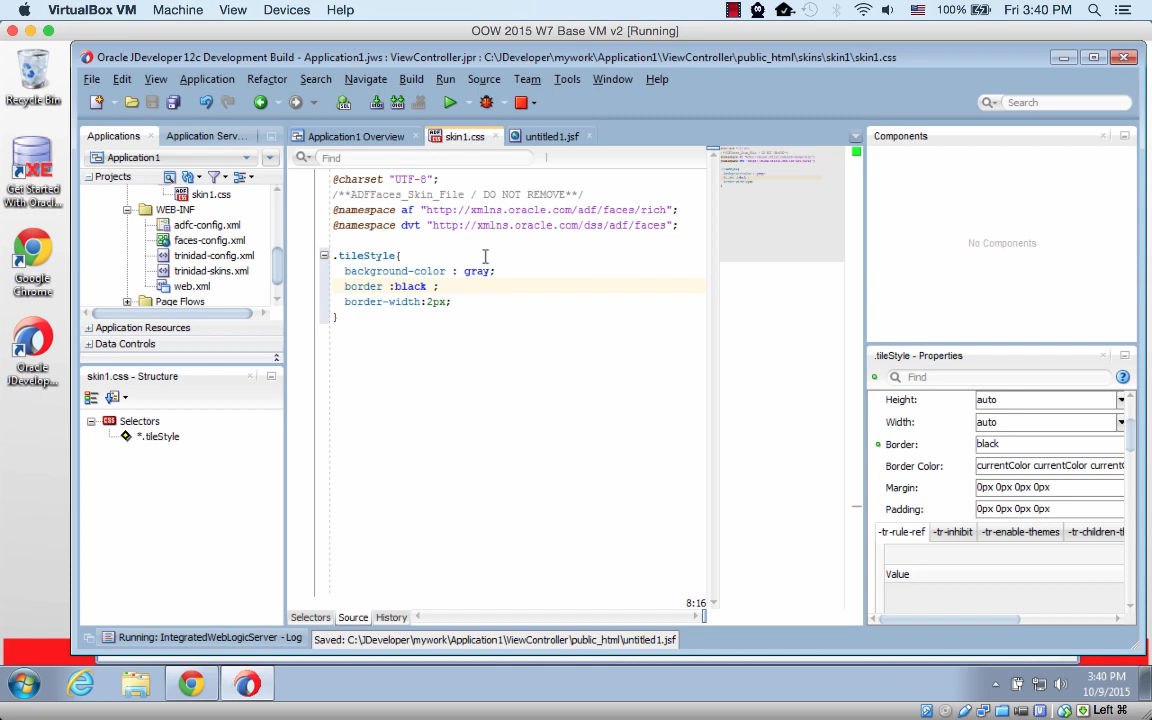 VirtualBox VM Machine View Devices Help 100% Fri 3:40 PM
OOW 2015 W7 Base VM v2 [Running]
Oracle JDeveloper 12c Development Build - Application1.jws : ViewController.jpr : C:\JDeveloper\mywork\Application1\ViewController\public_html\skins\skin1\skin1.css
File Edit View Application Refactor Search Navigate Build Run Source Team Tools Window Help
Search
Recycle Bin
Get Started
With Oracl...
Google
Chrome
Oracle
JDevelop...
Applications Application Serv...
Application1
Projects
skin1.css
WEB-INF
adfc-config.xml
faces-config.xml
trinidad-config.xml
trinidad-skins.xml
web.xml
Page Flows
Application Resources
Data Controls
skin1.css - Structure
Selectors
*.tileStyle
Application1 Overview skin1.css untitled1.jsf
Find
@charset "UTF-8";
/**ADFFaces_Skin_File / DO NOT REMOVE**/
@namespace af "http://xmlns.oracle.com/adf/faces/rich";
@namespace dvt "http://xmlns.oracle.com/dss/adf/faces";
.tileStyle{
background-color : gray;
border :black ;
border-width:2px;
}
8:16
Selectors Source History
Components
No Components
.tileStyle - Properties
Find
Height: auto
Width: auto
Border: black
Border Color: currentColor currentColor current
Margin: 0px 0px 0px 0px
Padding: 0px 0px 0px 0px
-tr-rule-ref -tr-inhibit -tr-enable-themes -tr-children-th
Value
Running: IntegratedWebLogicServer - Log Saved: C:\JDeveloper\mywork\Application1\ViewController\public_html\untitled1.jsf
3:40 PM
10/9/2015
Left ⌘